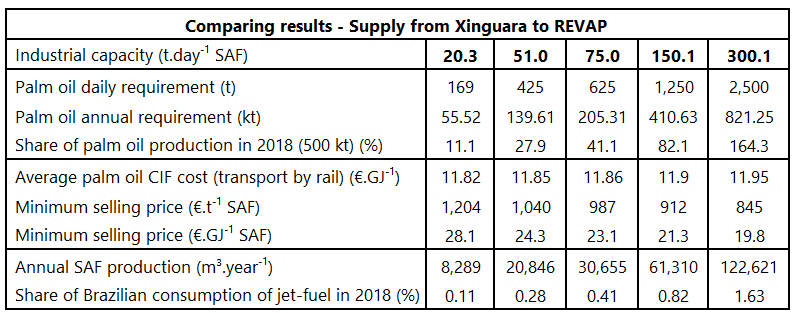 Comparing results - Supply from Xinguara to REVAP
Industrial capacity (t.day⁻¹ SAF) 20.3 51.0 75.0 150.1 300.1
Palm oil daily requirement (t) 169 425 625 1,250 2,500
Palm oil annual requirement (kt) 55.52 139.61 205.31 410.63 821.25
Share of palm oil production in 2018 (500 kt) (%) 11.1 27.9 41.1 82.1 164.3
Average palm oil CIF cost (transport by rail) (€.GJ⁻¹) 11.82 11.85 11.86 11.9 11.95
Minimum selling price (€.t⁻¹ SAF) 1,204 1,040 987 912 845
Minimum selling price (€.GJ⁻¹ SAF) 28.1 24.3 23.1 21.3 19.8
Annual SAF production (m³.year⁻¹) 8,289 20,846 30,655 61,310 122,621
Share of Brazilian consumption of jet-fuel in 2018 (%) 0.11 0.28 0.41 0.82 1.63